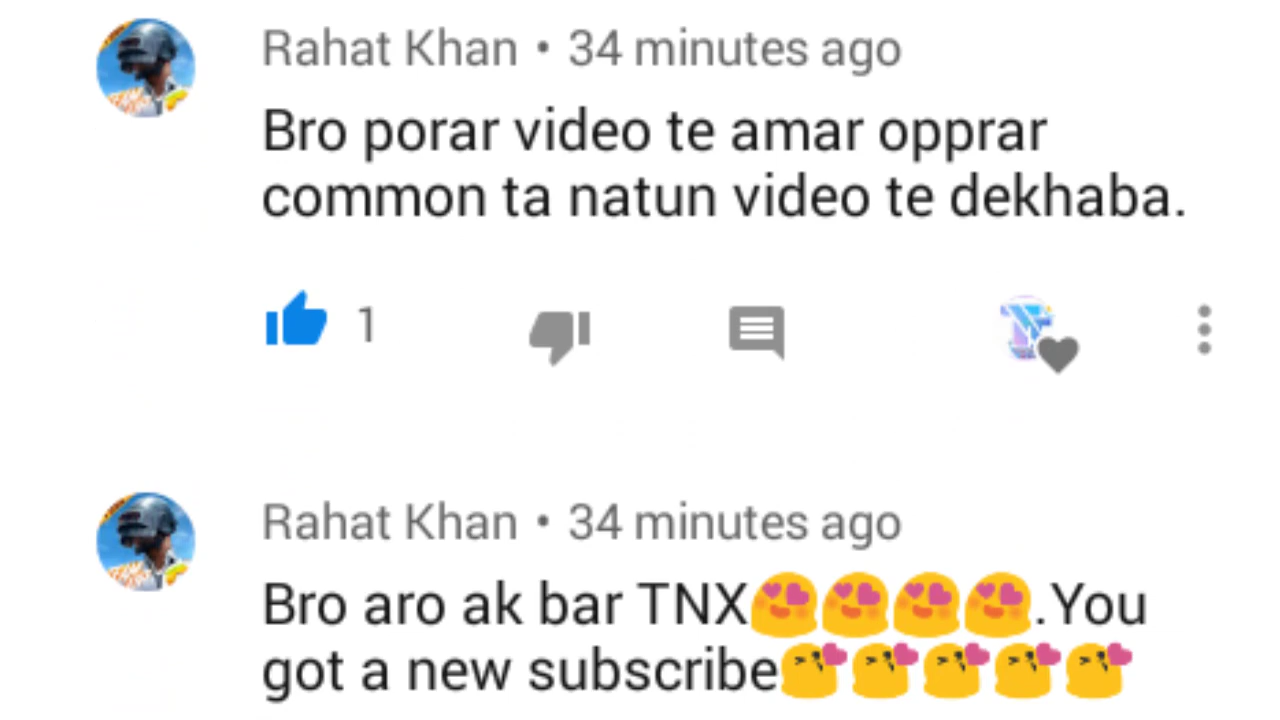 Rahat Khan • 34 minutes ago
Bro porar video te amar opprar
common ta natun video te dekhaba.
1
Rahat Khan • 34 minutes ago
Bro aro ak bar TNX😍😍😍😍.You
got a new subscribe😘😘😘😘😘